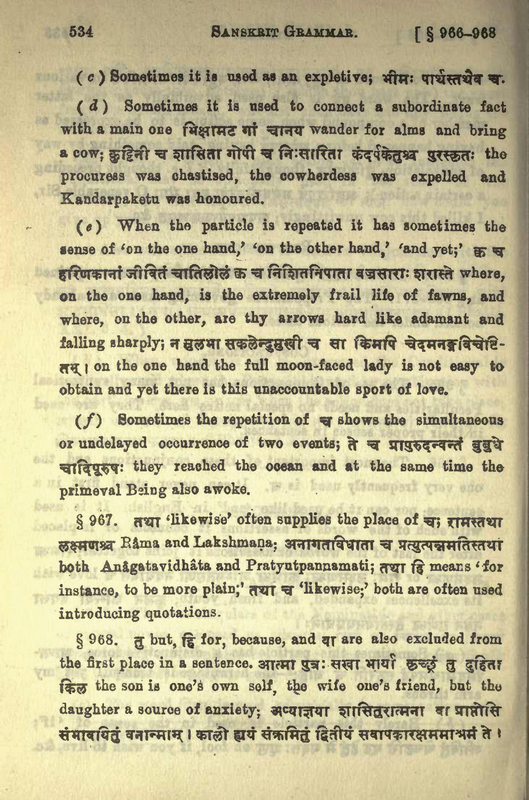 534 SANSKRIT GRAMMAR. [ § 966-968
(c) Sometimes it is used as an expletive; भीमः पार्थस्तथैव च.
(d) Sometimes it is used to connect a subordinate fact
with a main one भिक्षामट गां चानय wander for alms and bring
a cow; कुट्टिनी च शासिता गोपी च निःसारिता कंदर्पकेतुश्च पुरस्कृतः the
procuress was chastised, the cowherdess was expelled and
Kandarpaketu was honoured.
(e) When the particle is repeated it has sometimes the
sense of ‘on the one hand,’ ‘on the other hand,’ ‘and yet;’ क्व च
हरिणकानां जीवितं चातिलोलं क्व च निशितनिपाता वज्रसाराः शरास्ते where,
on the one hand, is the extremely frail life of fawns, and
where, on the other, are thy arrows hard like adamant and
falling sharply; न सुलभा सकलेन्दुमुखी च सा किमपि चेदमनङ्गविचेष्टि-
तम् । on the one hand the full moon-faced lady is not easy to
obtain and yet there is this unaccountable sport of love.
(f) Sometimes the repetition of च shows the simultaneous
or undelayed occurrence of two events; ते च प्रापुरुदन्वन्तं बुबुधे
चादिपूरुषः they reached the ocean and at the same time the
primeval Being also awoke.
§ 967. तथा ‘likewise’ often supplies the place of च; रामस्तथा
लक्ष्मणश्च Râma and Lakshmaṇa; अनागतविधाता च प्रत्युत्पन्नमतिस्तथा
both Anâgatavidhâta and Pratyutpannamati; तथा हि means ‘for
instance, to be more plain;’ तथा च ‘likewise;’ both are often used
introducing quotations.
§ 968. तु but, हि for, because, and वा are also excluded from
the first place in a sentence. आत्मा पुत्रः सखा भार्या कृच्छ्रं तु दुहिता
किल the son is one's own self, the wife one's friend, but the
daughter a source of anxiety; अप्याज्ञया शासितुरात्मना वा प्राप्तोसि
संभावयितुं वनान्माम् । कालो ह्ययं संक्रमितुं द्वितीयं सर्वोपकारक्षममाश्रमं ते ।